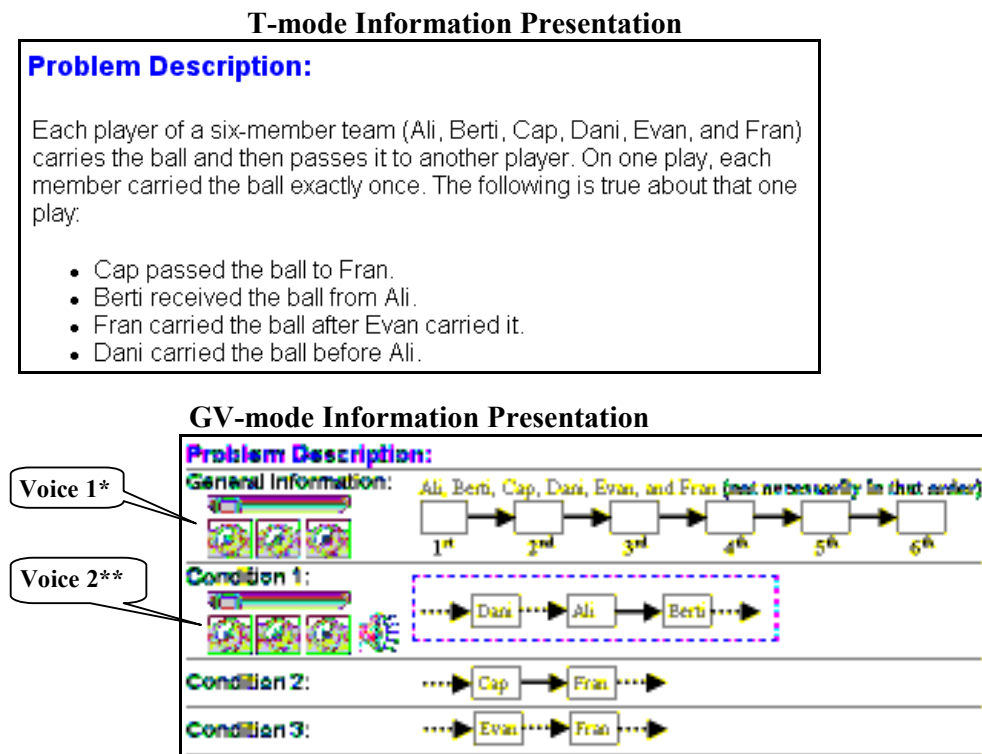 T-mode Information Presentation
Problem Description:
Each player of a six-member team (Ali, Berti, Cap, Dani, Evan, and Fran)
carries the ball and then passes it to another player. On one play, each
member carried the ball exactly once. The following is true about that one
play:
• Cap passed the ball to Fran.
• Berti received the ball from Ali.
• Fran carried the ball after Evan carried it.
• Dani carried the ball before Ali.
GV-mode Information Presentation
Problem Description:
Voice 1*
General Information:
Ali, Berti, Cap, Dani, Evan, and Fran (not necessarily in that order)
1st 2nd 3rd 4th 5th 6th
Voice 2**
Condition 1:
Dani Ali Berti
Condition 2:
Cap Fran
Condition 3:
Evan Fran